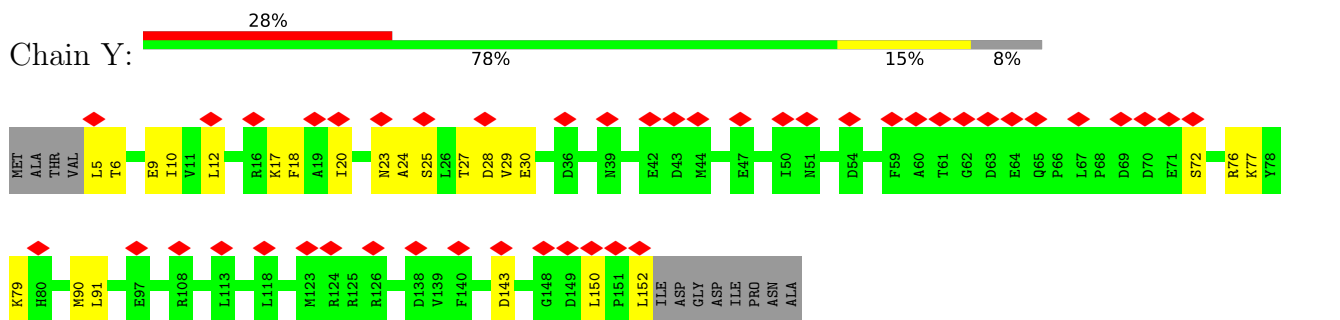 28%
Chain Y:
78% 15% 8%
MET ALA THR VAL L5 T6 E9 I10 V11 L12 R16 K17 F18 A19 I20 N23 A24 S25 L26 T27 D28 V29 E30 D36 N39 E42 D43 M44 E47 I50 N51 D54 F59 A60 T61 G62 D63 E64 Q65 P66 L67 P68 D69 D70 E71 S72 R76 K77 Y78
K79 H80 M90 L91 E97 R108 L113 L118 M123 R124 R125 R126 D138 V139 F140 D143 G148 D149 L150 P151 L152 ILE ASP GLY ASP ILE PRO ASN ALA